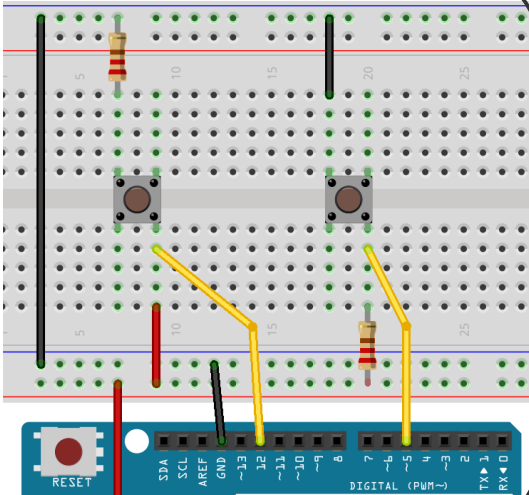 5 10 15 20 25
5 10 15 25
RESET
SDA
SCL
AREF
GND
~13
12
~11
~10
~9
8
7
~6
~5
4
~3
2
TX▶1
RX◀0
DIGITAL (PWM~)